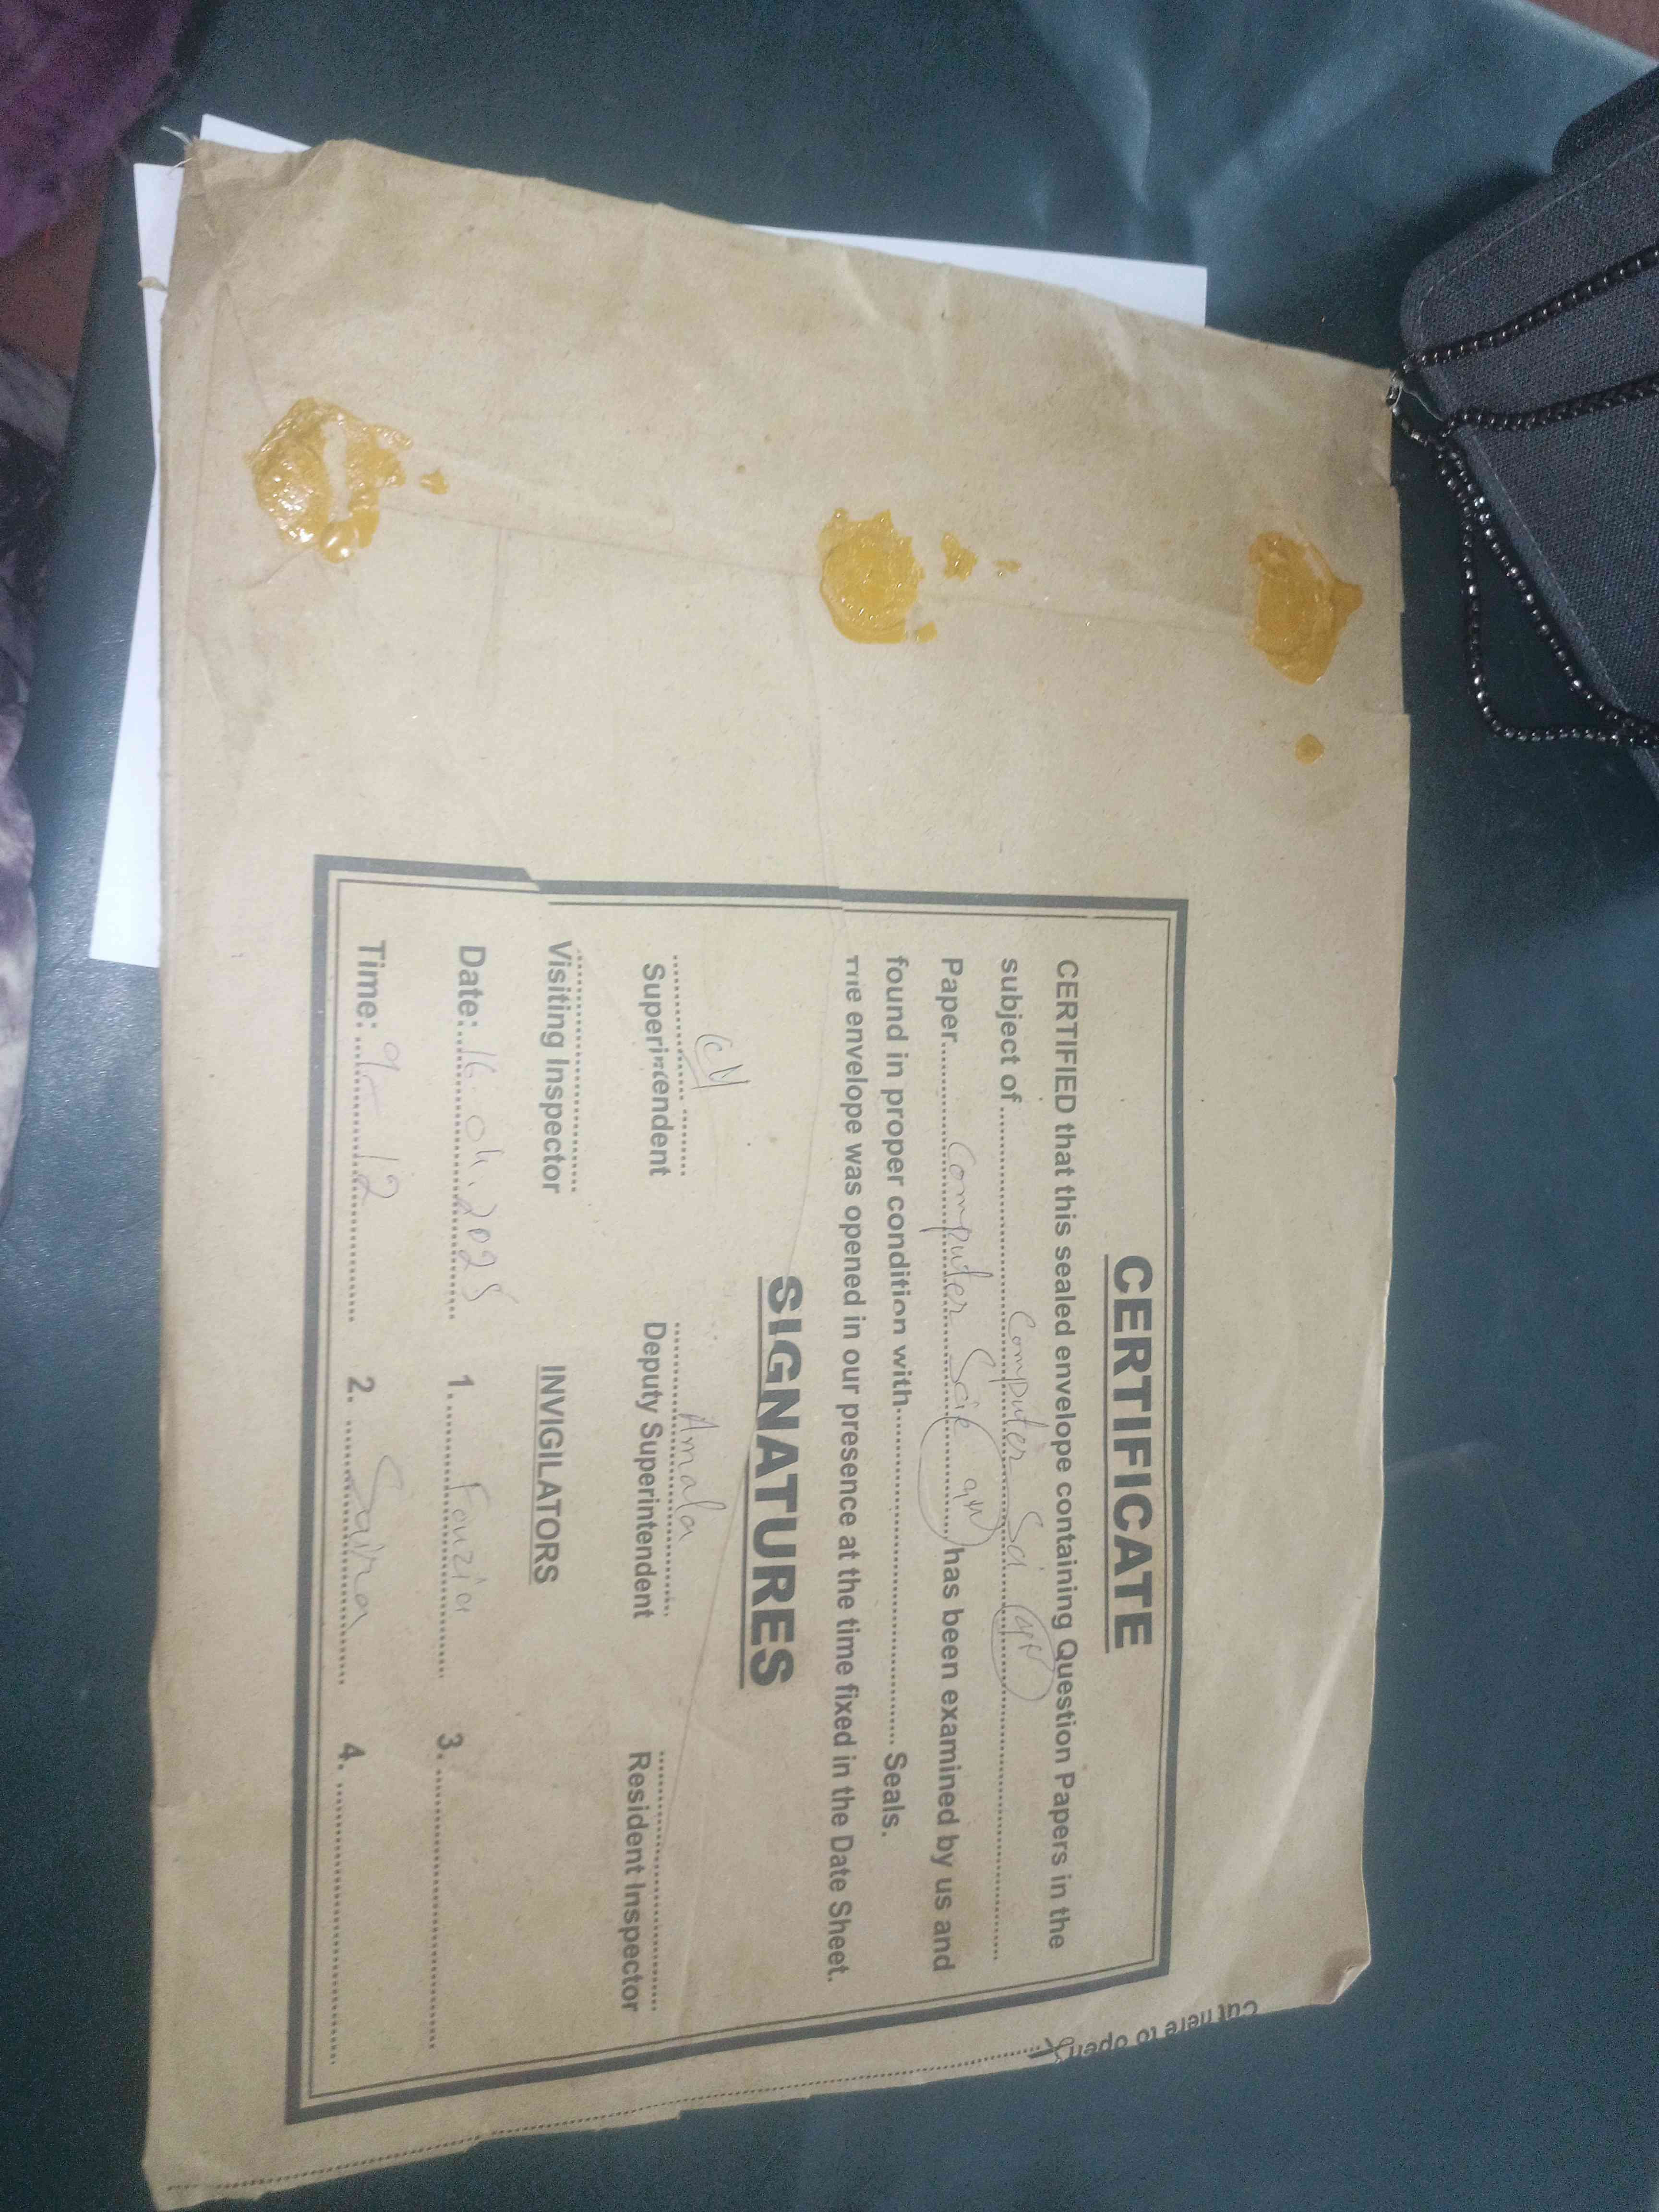 CERTIFICATE
CERTIFIED that this sealed envelope containing Question Papers in the
subject of Computer Sci
Paper Computer Scie has been examined by us and
found in proper condition with Seals.
The envelope was opened in our presence at the time fixed in the Date Sheet.
SIGNATURES
Amala
Superintendent Deputy Superintendent Resident Inspector
Visiting Inspector INVIGILATORS
Date: 16.04.2025 1. Fouzia 3.
Time: 9-12 2. Saira 4.
Cut here to open